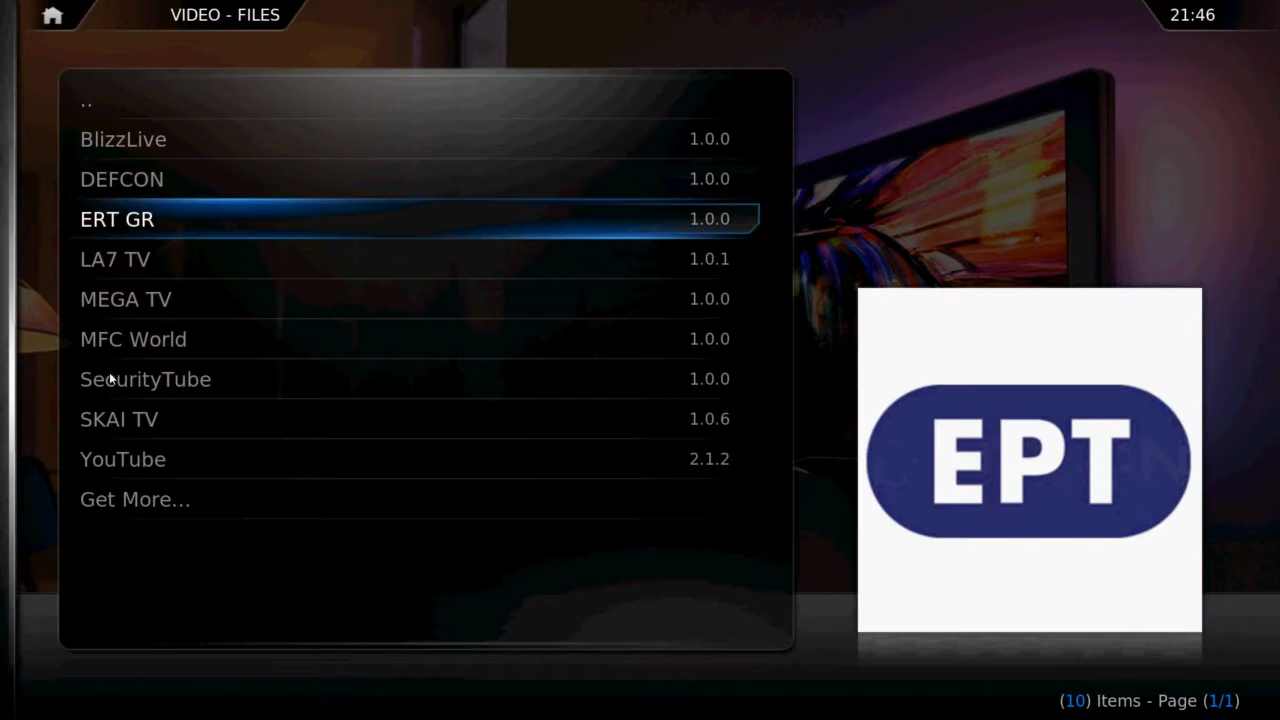 VIDEO - FILES
21:46
..
BlizzLive 1.0.0
DEFCON 1.0.0
ERT GR 1.0.0
LA7 TV 1.0.1
MEGA TV 1.0.0
MFC World 1.0.0
SecurityTube 1.0.0
SKAI TV 1.0.6
YouTube 2.1.2
Get More...
ΕΡΤ
(10) Items - Page (1/1)